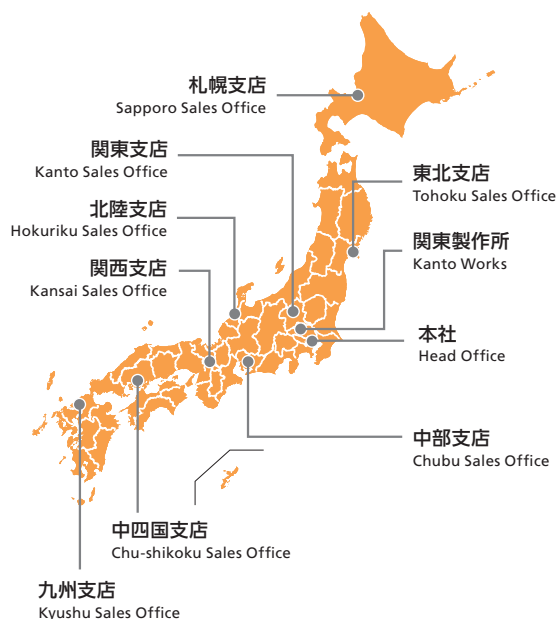 札幌支店
Sapporo Sales Office
関東支店
Kanto Sales Office
東北支店
Tohoku Sales Office
北陸支店
Hokuriku Sales Office
関東製作所
Kanto Works
関西支店
Kansai Sales Office
本社
Head Office
中部支店
Chubu Sales Office
中四国支店
Chu-shikoku Sales Office
九州支店
Kyushu Sales Office